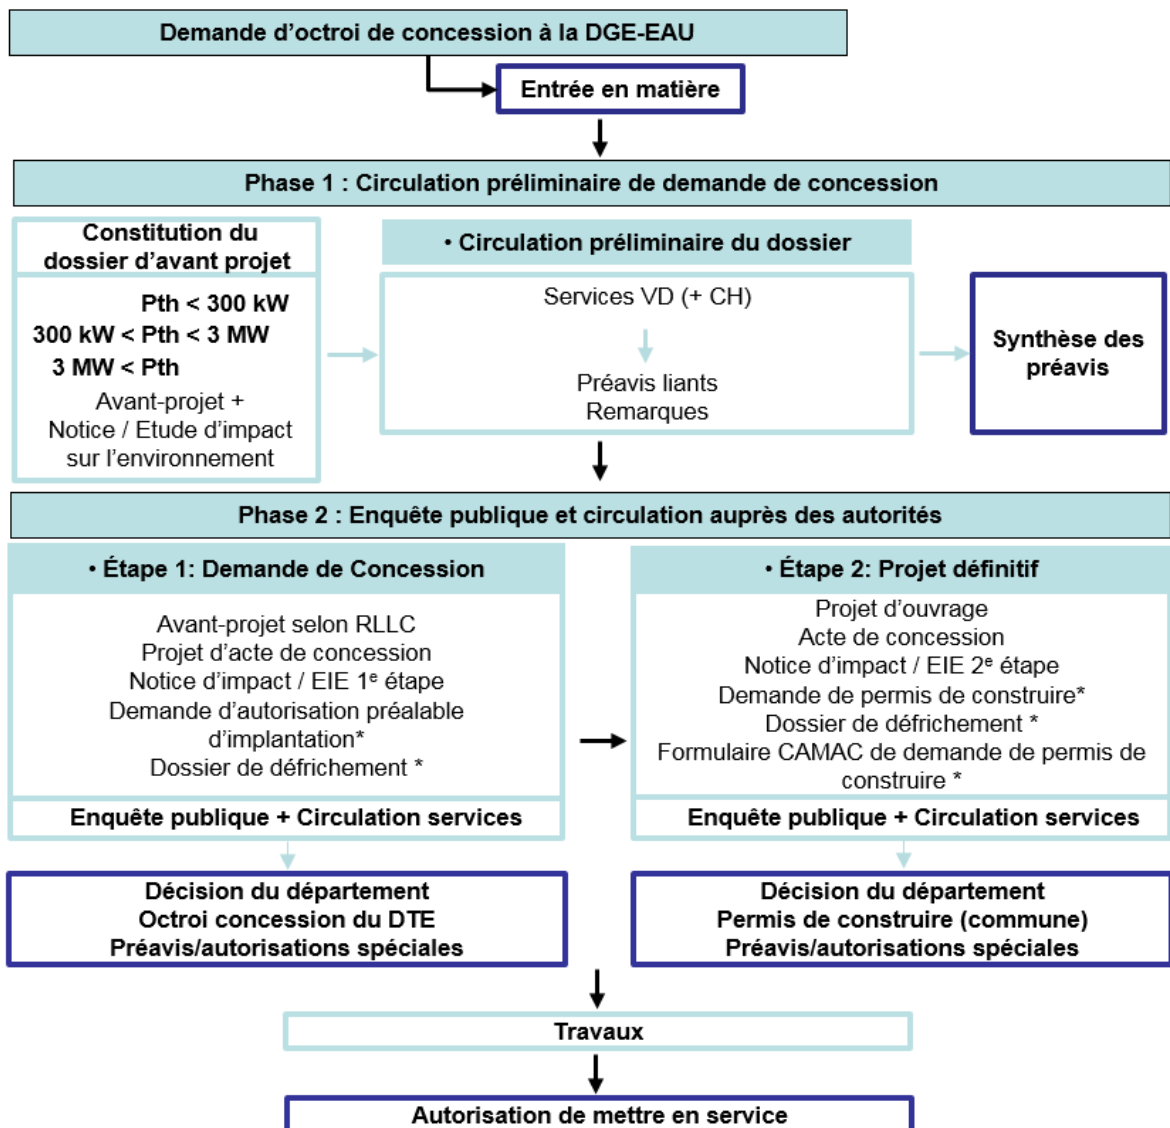 Demande d'octroi de concession à la DGE-EAU
Entrée en matière
Phase 1 : Circulation préliminaire de demande de concession
Constitution du
dossier d'avant projet
Pth < 300 kW
300 kW < Pth < 3 MW
3 MW < Pth
Avant-projet +
Notice / Etude d'impact
sur l'environnement
• Circulation préliminaire du dossier
Services VD (+ CH)
Préavis liants
Remarques
Synthèse des
préavis
Phase 2 : Enquête publique et circulation auprès des autorités
• Étape 1: Demande de Concession
Avant-projet selon RLLC
Projet d'acte de concession
Notice d'impact / EIE 1e étape
Demande d'autorisation préalable
d'implantation*
Dossier de défrichement *
Enquête publique + Circulation services
Décision du département
Octroi concession du DTE
Préavis/autorisations spéciales
• Étape 2: Projet définitif
Projet d'ouvrage
Acte de concession
Notice d'impact / EIE 2e étape
Demande de permis de construire*
Dossier de défrichement *
Formulaire CAMAC de demande de permis de
construire *
Enquête publique + Circulation services
Décision du département
Permis de construire (commune)
Préavis/autorisations spéciales
Travaux
Autorisation de mettre en service